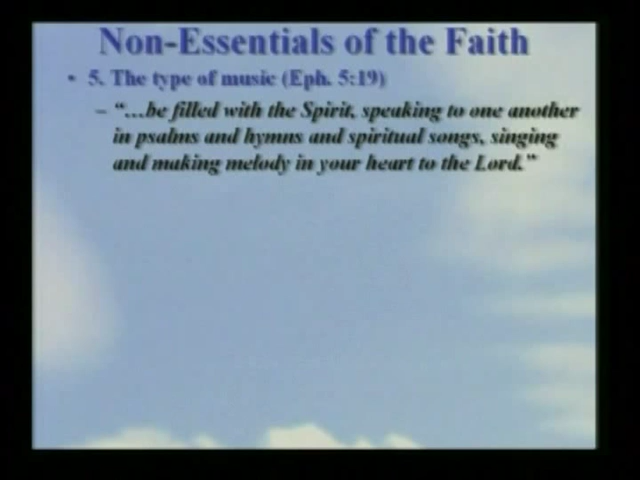 Non-Essentials of the Faith
• 5. The type of music (Eph. 5:19)
– “…be filled with the Spirit, speaking to one another
in psalms and hymns and spiritual songs, singing
and making melody in your heart to the Lord.”